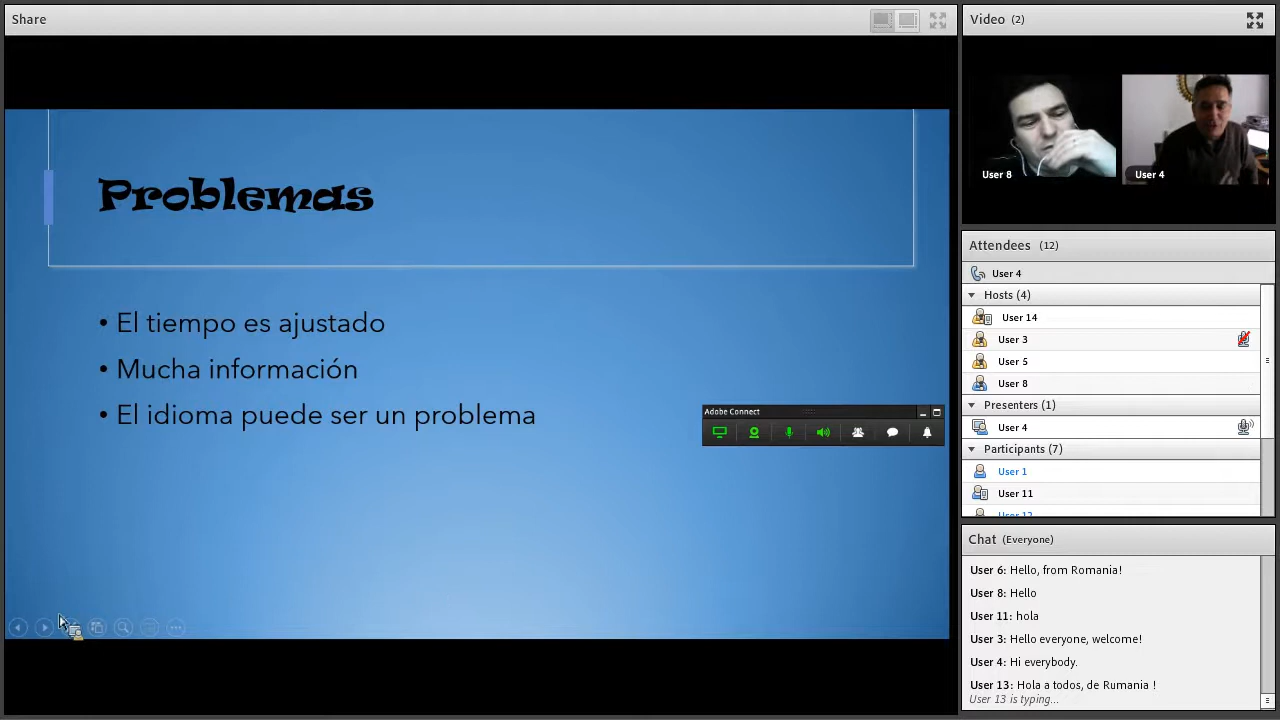 Share
Problemas
• El tiempo es ajustado
• Mucha información
• El idioma puede ser un problema
Adobe Connect
Video (2)
User 8
User 4
Attendees (12)
User 4
Hosts (4)
User 14
User 3
User 5
User 8
Presenters (1)
User 4
Participants (7)
User 1
User 11
User 12
Chat (Everyone)
User 6: Hello, from Romania!
User 8: Hello
User 11: hola
User 3: Hello everyone, welcome!
User 4: Hi everybody.
User 13: Hola a todos, de Rumania !
User 13 is typing...